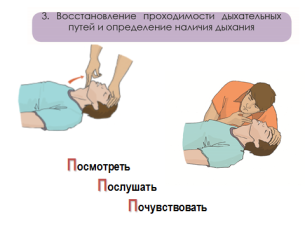 3. Восстановление проходимости дыхательных
путей и определение наличия дыхания
Посмотреть
Послушать
Почувствовать